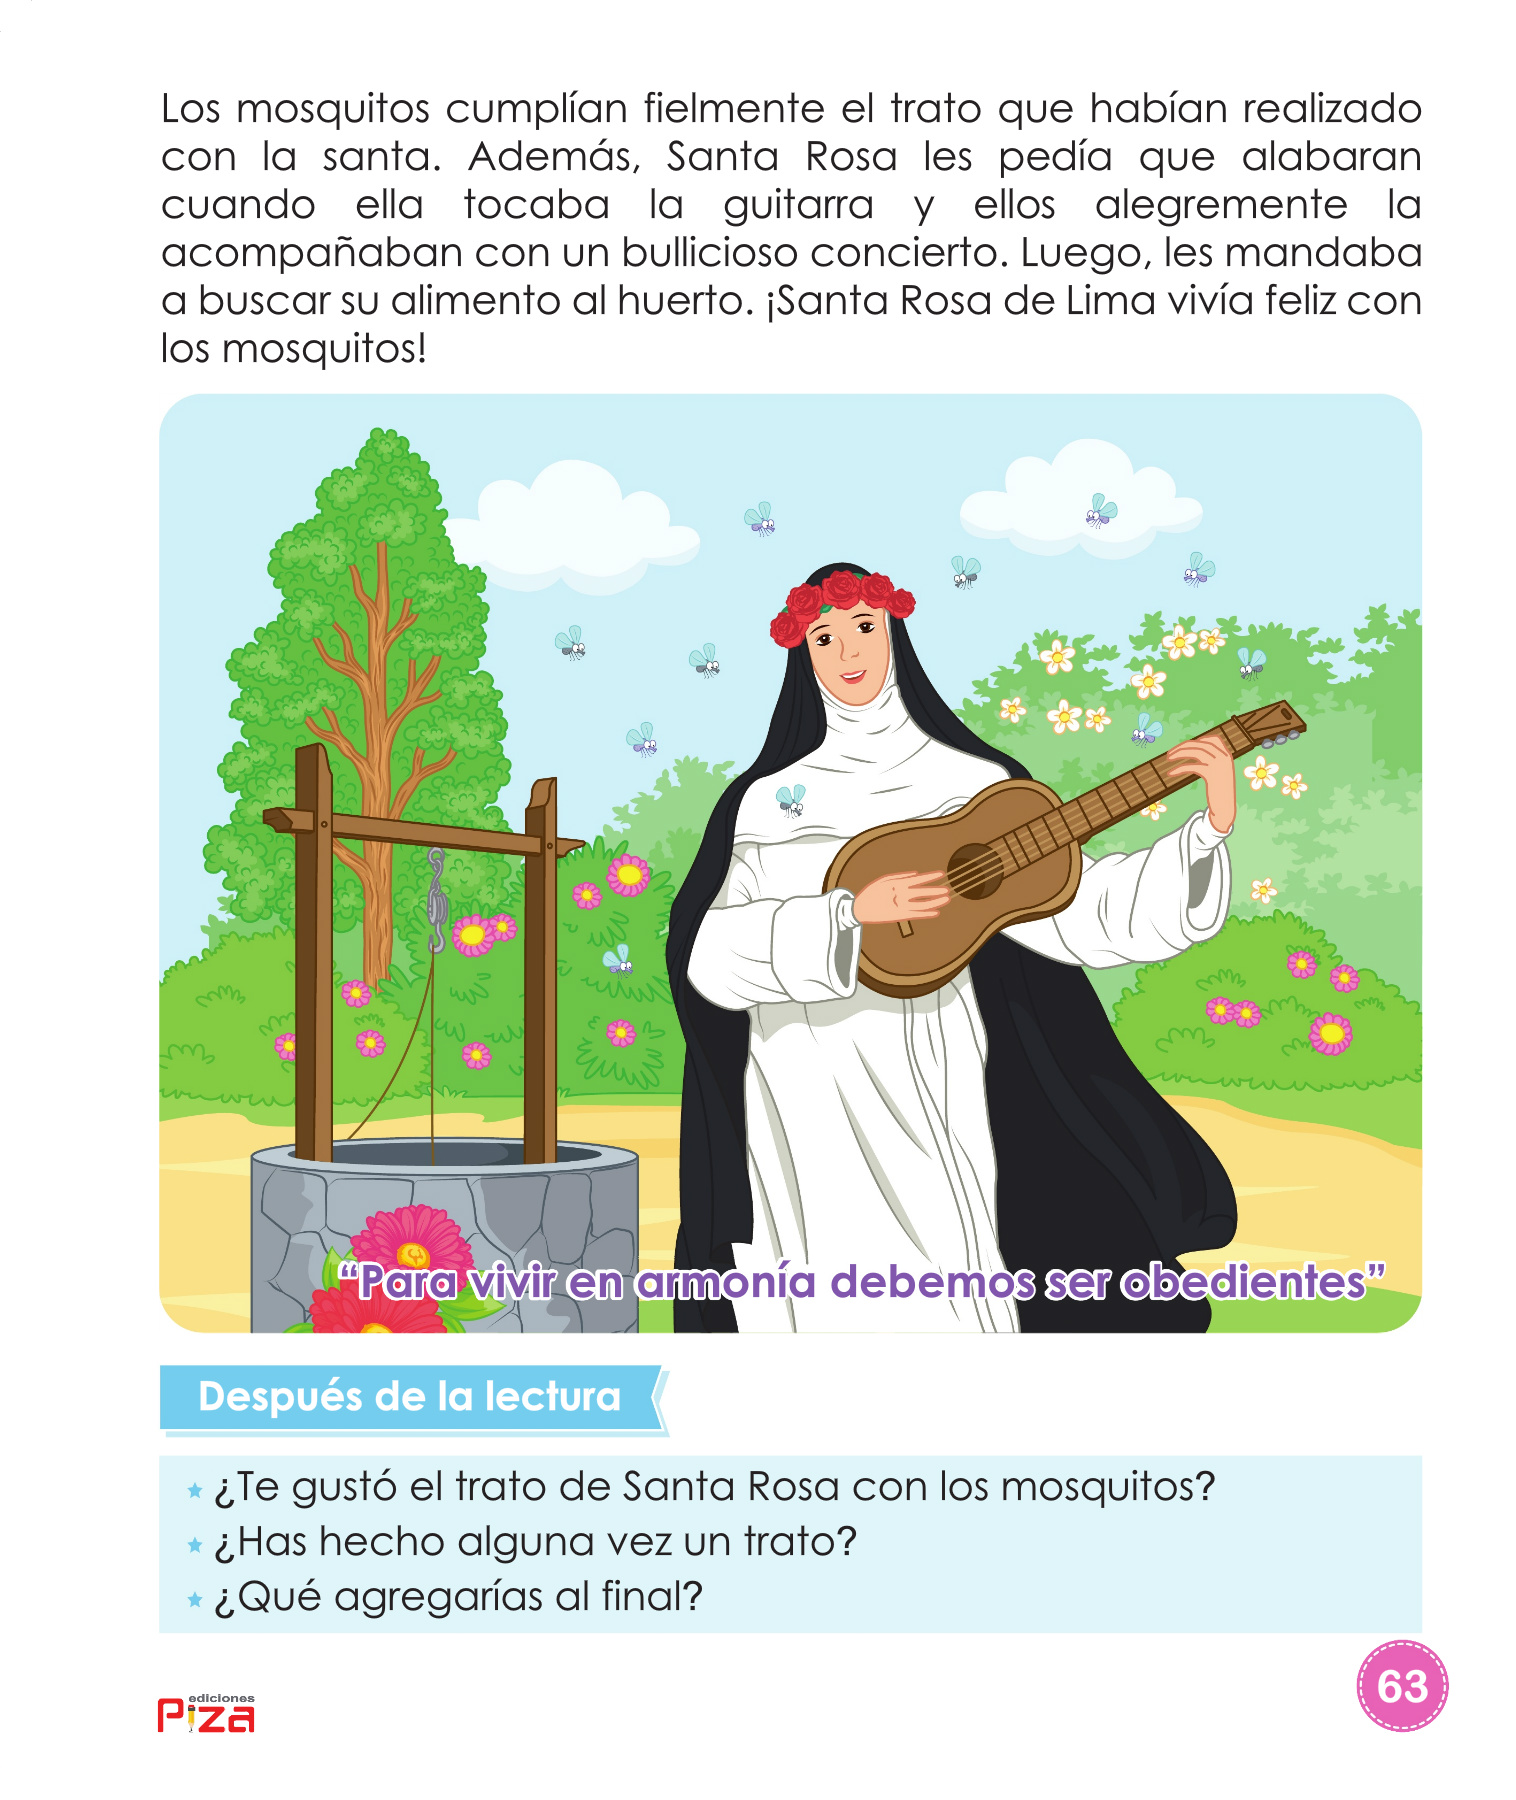 Los mosquitos cumplían fielmente el trato que habían realizado
con la santa. Además, Santa Rosa les pedía que alabaran
cuando ella tocaba la guitarra y ellos alegremente la
acompañaban con un bullicioso concierto. Luego, les mandaba
a buscar su alimento al huerto. ¡Santa Rosa de Lima vivía feliz con
los mosquitos!
“Para vivir en armonía debemos ser obedientes”
Después de la lectura
¿Te gustó el trato de Santa Rosa con los mosquitos?
¿Has hecho alguna vez un trato?
¿Qué agregarías al final?
ediciones
Piza
63